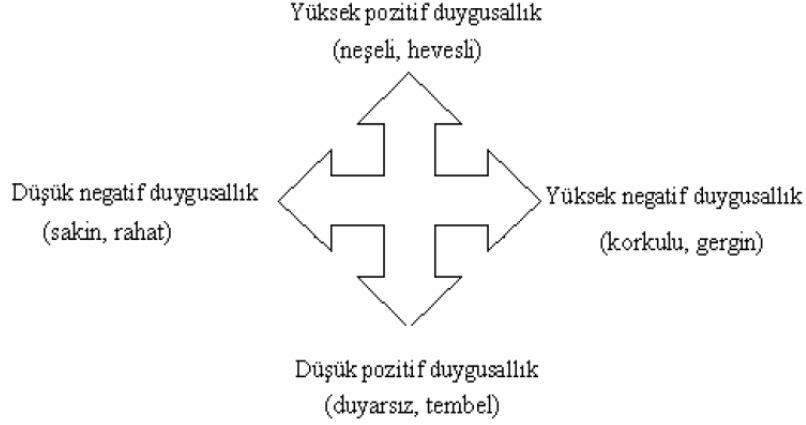 Yüksek pozitif duygusallık
(neşeli, hevesli)
Düşük negatif duygusallık
(sakin, rahat)
Yüksek negatif duygusallık
(korkulu, gergin)
Düşük pozitif duygusallık
(duyarsız, tembel)